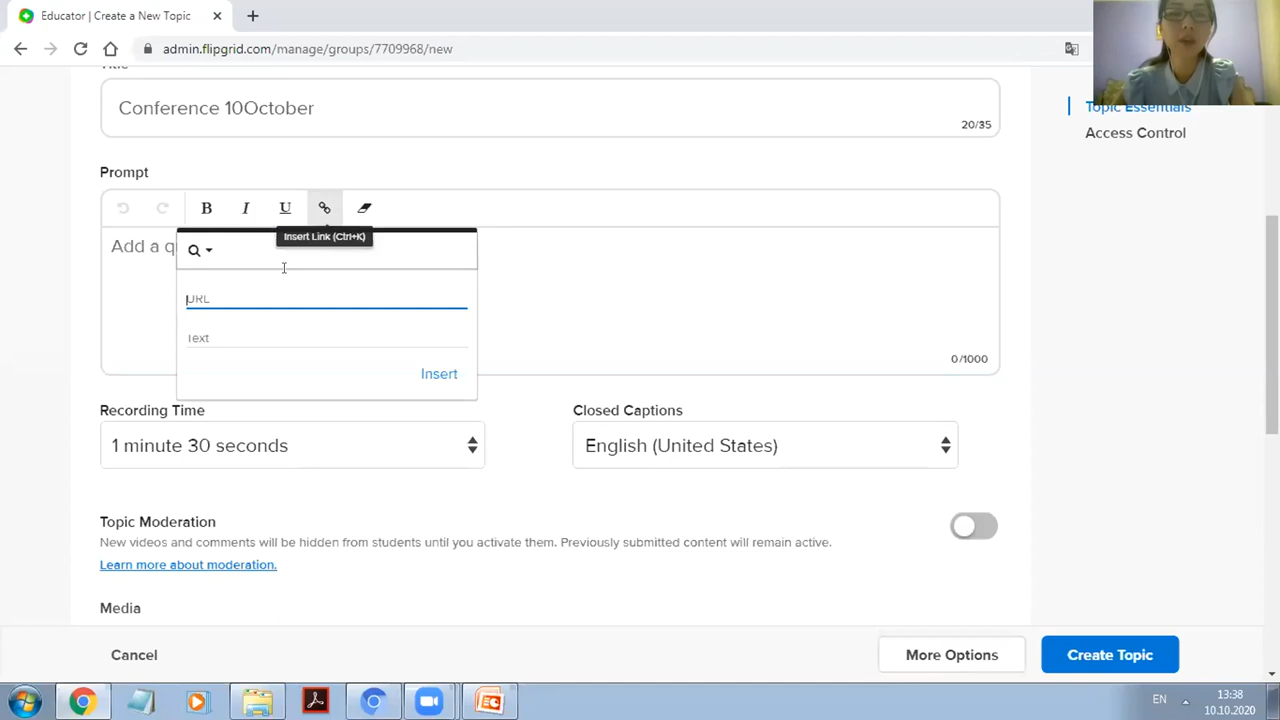 Educator | Create a New Topic
admin.flipgrid.com/manage/groups/7709968/new
Title
Conference 10October
20/35
Topic Essentials
Access Control
Prompt
B I U
Insert Link (Ctrl+K)
Add a q
URL
Text
Insert
0/1000
Recording Time
Closed Captions
1 minute 30 seconds
English (United States)
Topic Moderation
New videos and comments will be hidden from students until you activate them. Previously submitted content will remain active.
Learn more about moderation.
Media
Cancel
More Options
Create Topic
EN
13:38
10.10.2020